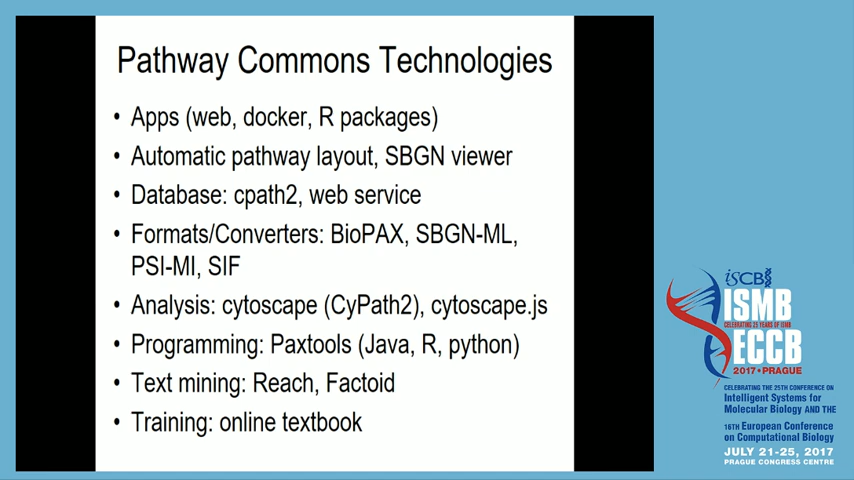 Pathway Commons Technologies
• Apps (web, docker, R packages)
• Automatic pathway layout, SBGN viewer
• Database: cpath2, web service
• Formats/Converters: BioPAX, SBGN-ML,
PSI-MI, SIF
• Analysis: cytoscape (CyPath2), cytoscape.js
• Programming: Paxtools (Java, R, python)
• Text mining: Reach, Factoid
• Training: online textbook
iSCB
ISMB
CELEBRATING 25 YEARS OF ISMB
ECCB
2017 • PRAGUE
CELEBRATING THE 25TH CONFERENCE ON
Intelligent Systems for
Molecular Biology AND THE
16TH European Conference
on Computational Biology
JULY 21-25, 2017
PRAGUE CONGRESS CENTRE